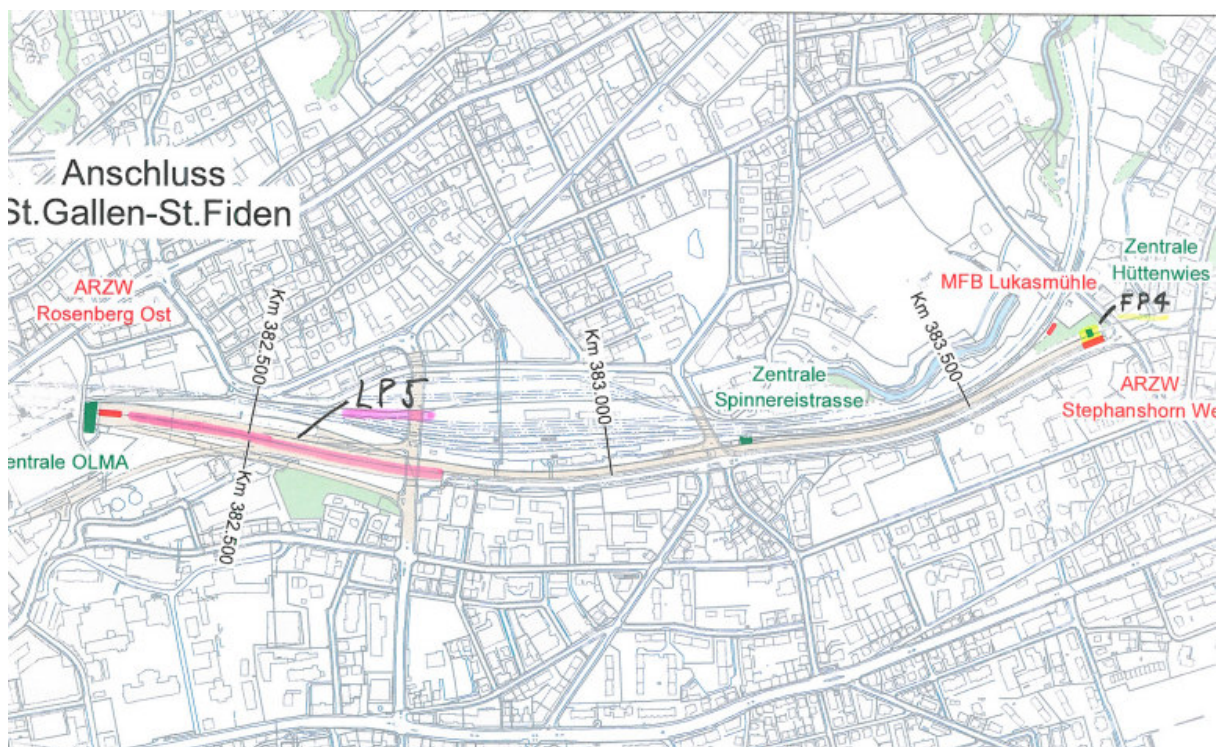 Anschluss
St.Gallen-St.Fiden
ARZW
Rosenberg Ost
Km 382.500
LP5
Km 383.000
Km 383.500
MFB Lukasmühle
Zentrale
Hüttenwies
FP4
Zentrale
Spinnereistrasse
ARZW
Stephanshorn We
entrale OLMA
Km 382.500